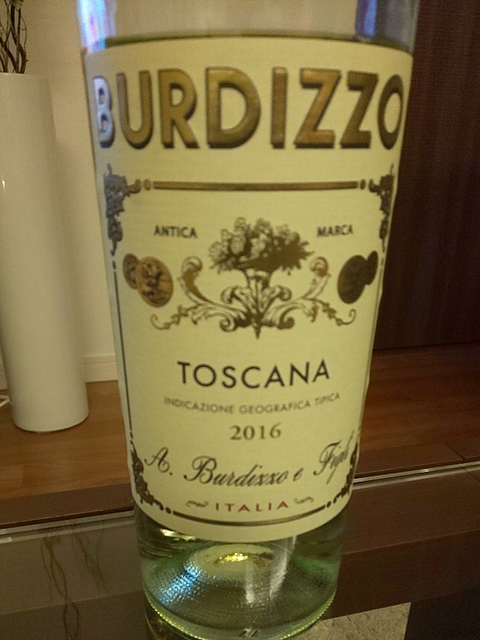 BURDIZZO
ANTICA MARCA
TOSCANA
INDICAZIONE GEOGRAFICA TIPICA
2016
A. Burdizzo e Figli
ITALIA